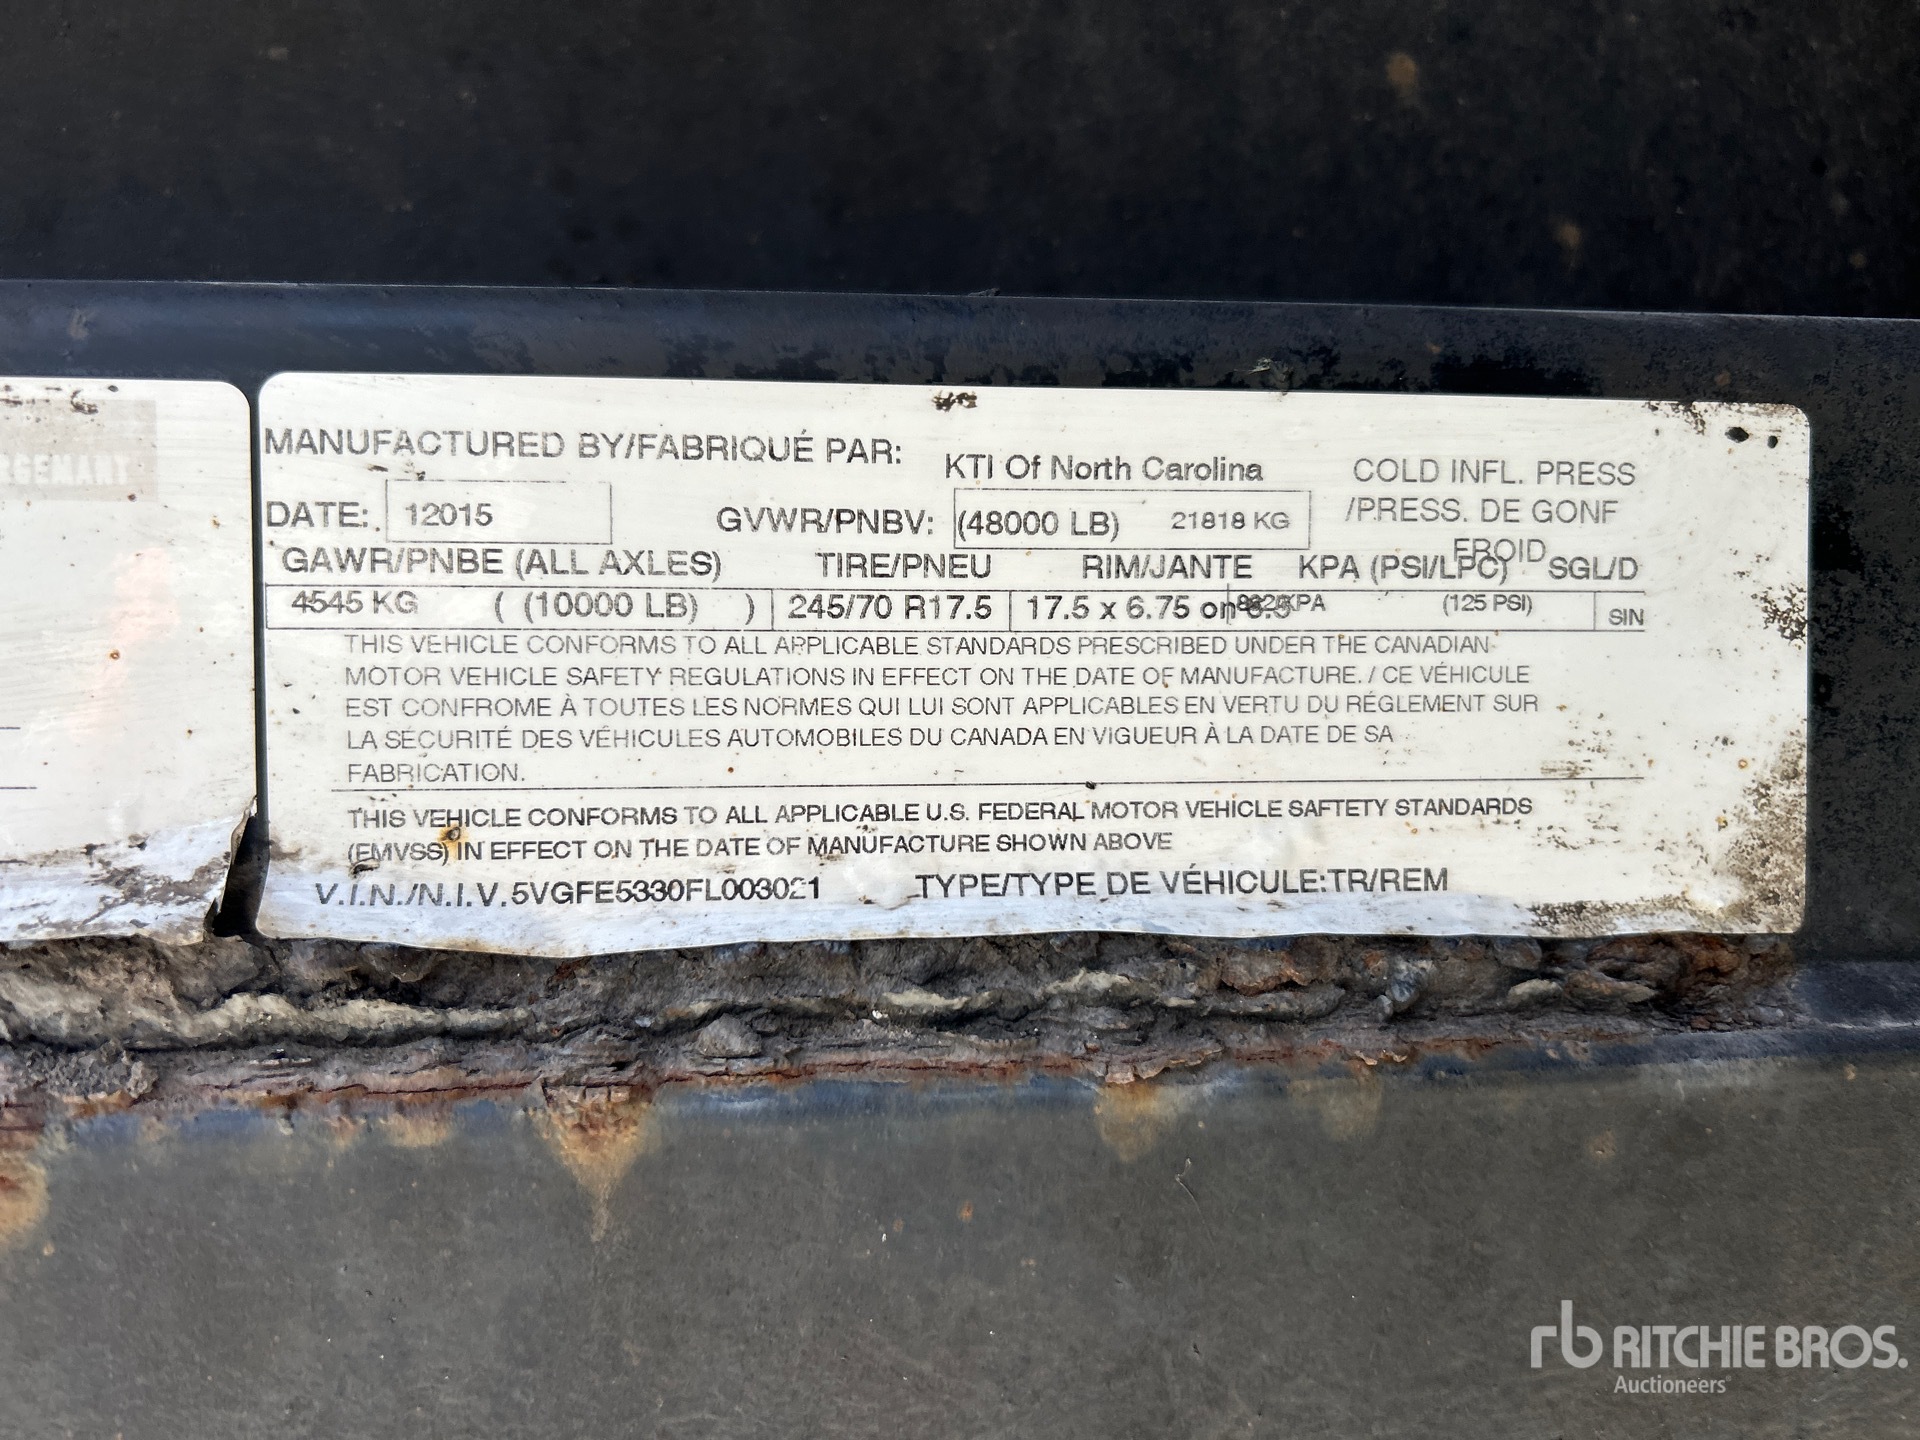 RGEMANT
MANUFACTURED BY/FABRIQUÉ PAR: KTI Of North Carolina
COLD INFL. PRESS
/PRESS. DE GONF
FROID
DATE: 12015 GVWR/PNBV: (48000 LB) 21818 KG
GAWR/PNBE (ALL AXLES) TIRE/PNEU RIM/JANTE KPA (PSI/LPC) SGL/D
4545 KG ( (10000 LB) ) 245/70 R17.5 17.5 x 6.75 on (125 PSI) SIN
THIS VEHICLE CONFORMS TO ALL APPLICABLE STANDARDS PRESCRIBED UNDER THE CANADIAN
MOTOR VEHICLE SAFETY REGULATIONS IN EFFECT ON THE DATE OF MANUFACTURE. / CE VÉHICULE
EST CONFROME À TOUTES LES NORMES QUI LUI SONT APPLICABLES EN VERTU DU RÉGLEMENT SUR
LA SÉCURITÉ DES VÉHICULES AUTOMOBILES DU CANADA EN VIGUEUR À LA DATE DE SA
FABRICATION.
THIS VEHICLE CONFORMS TO ALL APPLICABLE U.S. FEDERAL MOTOR VEHICLE SAFTETY STANDARDS
(FMVSS) IN EFFECT ON THE DATE OF MANUFACTURE SHOWN ABOVE
V.I.N./N.I.V. 5VGFE5330FL003021 TYPE/TYPE DE VÉHICULE:TR/REM
rb RITCHIE BROS.
Auctioneers